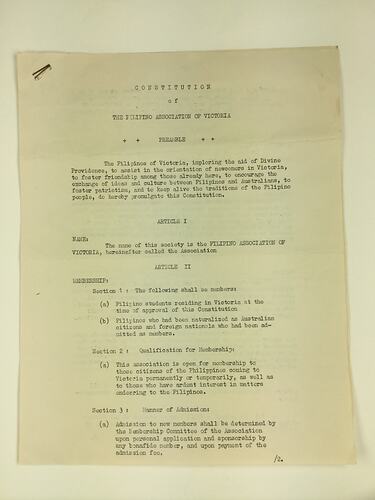 CONSTITUTION
of
THE FILIPINO ASSOCIATION OF VICTORIA
+ + PREAMBLE + +
The Filipinos of Victoria, imploring the aid of Divine
Providence, to assist in the orientation of newcomers in Victoria,
to foster friendship among those already here, to encourage the
exchange of ideas and culture between Filipinos and Australians, to
foster patriotism, and to keep alive the traditions of the Filipino
people, do hereby promulgate this Constitution.
ARTICLE I
NAME:
The name of this society is the FILIPINO ASSOCIATION OF
VICTORIA, hereinafter called the Association
ARTICLE II
MEMBERSHIP:
Section 1 : The following shall be members:
(a) Filipino students residing in Victoria at the
time of approval of this Constitution
(b) Filipinos who had been naturalized as Australian
citizens and foreign nationals who had been ad-
mitted as members.
Section 2 : Qualification for Membership:
(a) This association is open for membership to
those citizens of the Philippines coming to
Victoria permanently or temporarily, as well as
to those who have ardent interest in matters
endearing to the Filipinos.
Section 3 : Manner of Admission:
(a) Admission to new members shall be determined by
the Membership Committee of the Association
upon personal application and sponsorship by
any bonafide member, and upon payment of the
admission fee.
/2.